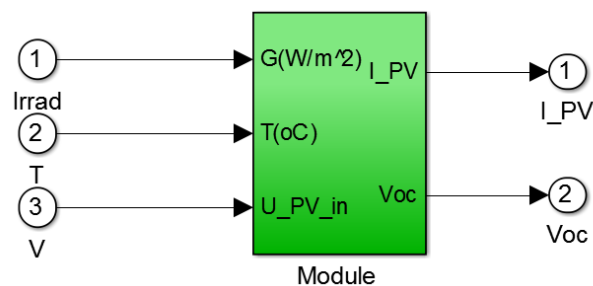 1
Irrad
2
T
3
V
G(W/m^2)
T(oC)
U_PV_in
I_PV
Voc
Module
1
I_PV
2
Voc